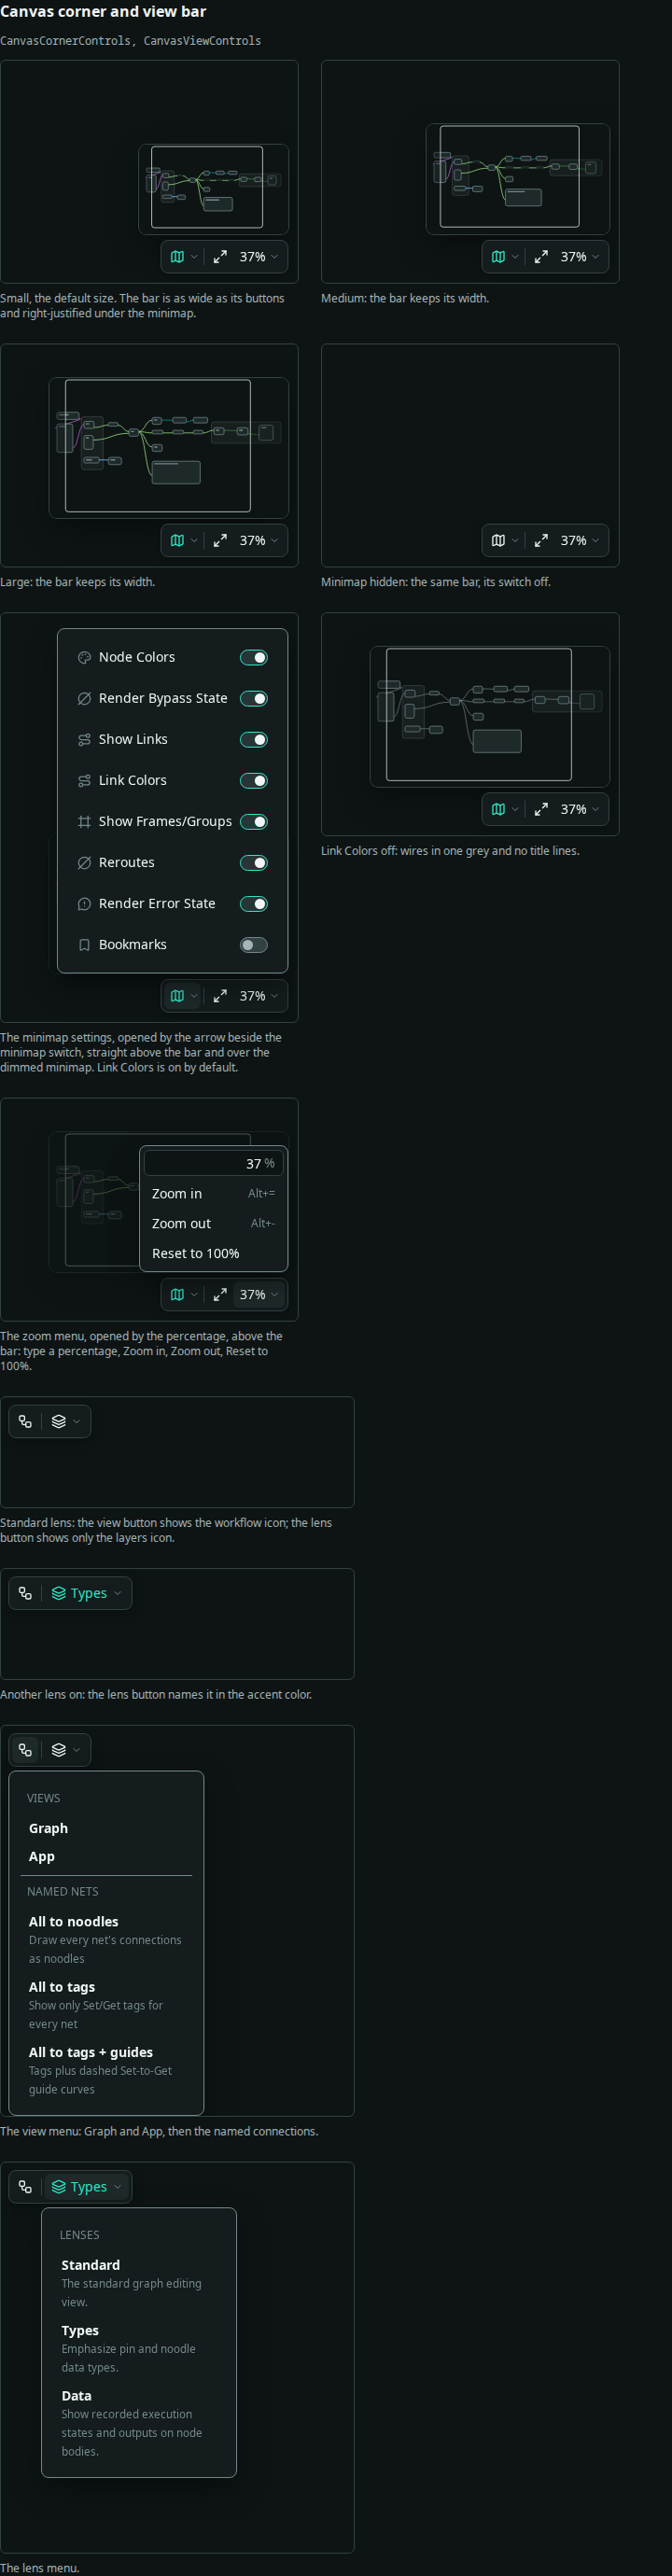 Canvas corner and view bar
CanvasCornerControls, CanvasViewControls
37%
37%
Small, the default size. The bar is as wide as its buttons
and right-justified under the minimap.
Medium: the bar keeps its width.
37%
37%
Large: the bar keeps its width.
Minimap hidden: the same bar, its switch off.
Node Colors
Render Bypass State
Show Links
Link Colors
Show Frames/Groups
Reroutes
Render Error State
Bookmarks
37%
The minimap settings, opened by the arrow beside the
minimap switch, straight above the bar and over the
dimmed minimap. Link Colors is on by default.
37%
Link Colors off: wires in one grey and no title lines.
37 %
Zoom in Alt+=
Zoom out Alt+-
Reset to 100%
37%
The zoom menu, opened by the percentage, above the
bar: type a percentage, Zoom in, Zoom out, Reset to
100%.
Standard lens: the view button shows the workflow icon; the lens
button shows only the layers icon.
Types
Another lens on: the lens button names it in the accent color.
VIEWS
Graph
App
NAMED NETS
All to noodles
Draw every net's connections
as noodles
All to tags
Show only Set/Get tags for
every net
All to tags + guides
Tags plus dashed Set-to-Get
guide curves
The view menu: Graph and App, then the named connections.
Types
LENSES
Standard
The standard graph editing
view.
Types
Emphasize pin and noodle
data types.
Data
Show recorded execution
states and outputs on node
bodies.
The lens menu.